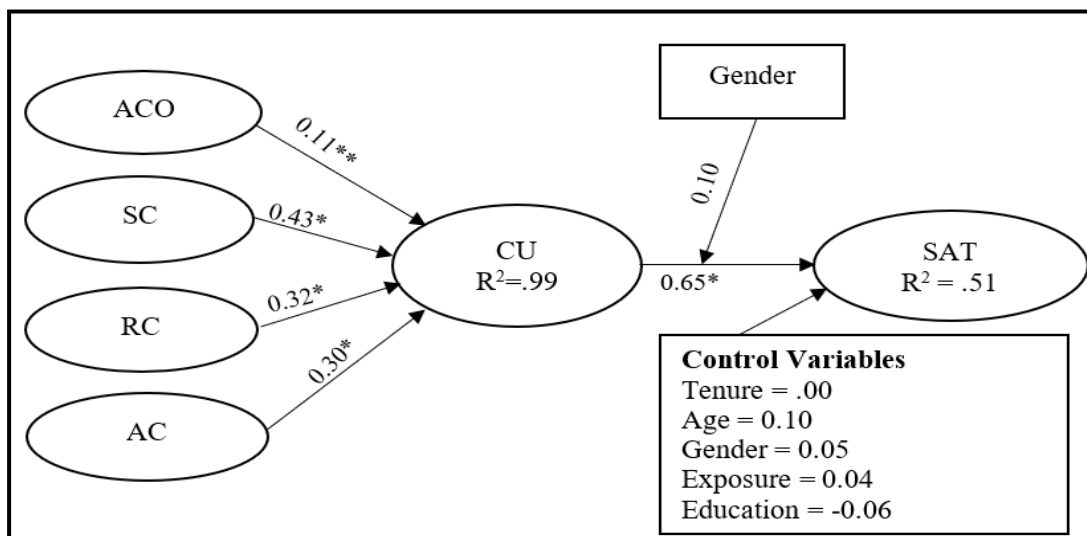 Gender
ACO
0.11**
SC
0.43*
0.10
CU
R²=.99
SAT
R² = .51
0.65*
RC
0.32*
AC
0.30*
Control Variables
Tenure = .00
Age = 0.10
Gender = 0.05
Exposure = 0.04
Education = -0.06